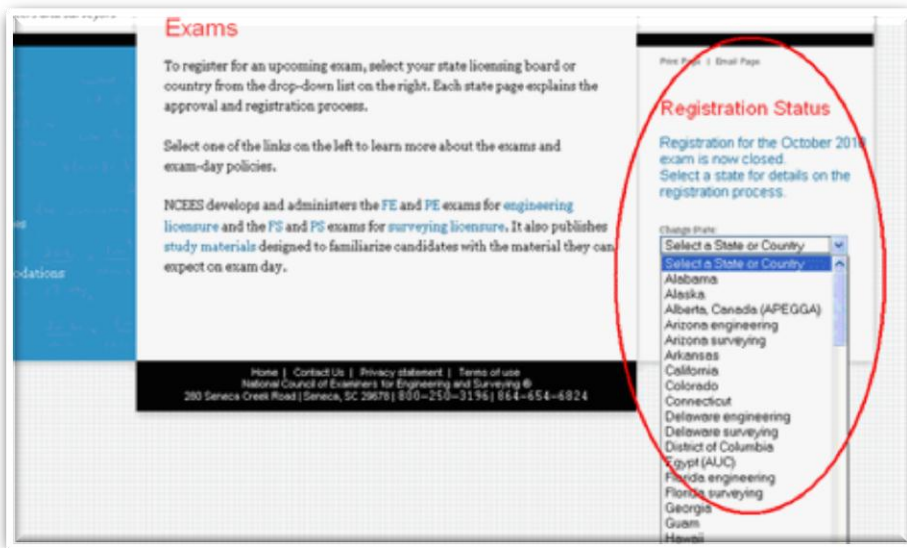 Exams
To register for an upcoming exam, select your state licensing board or
country from the drop-down list on the right. Each state page explains the
approval and registration process.
Select one of the links on the left to learn more about the exams and
exam-day policies.
NCEES develops and administers the FE and PE exams for engineering
licensure and the FS and PS exams for surveying licensure. It also publishes
study materials designed to familiarize candidates with the material they can
expect on exam day.
odations
Home | Contact Us | Privacy statement | Terms of use
National Council of Examiners for Engineering and Surveying ®
280 Seneca Creek Road | Seneca, SC 29678 | 800-250-3196 | 864-654-6824
Print Page | Email Page
Registration Status
Registration for the October 2010
exam is now closed.
Select a state for details on the
registration process.
Change State:
Select a State or Country
Select a State or Country
Alabama
Alaska
Alberta, Canada (APEGGA)
Arizona engineering
Arizona surveying
Arkansas
California
Colorado
Connecticut
Delaware engineering
Delaware surveying
District of Columbia
Egypt (AUC)
Florida engineering
Florida surveying
Georgia
Guam
Hawaii